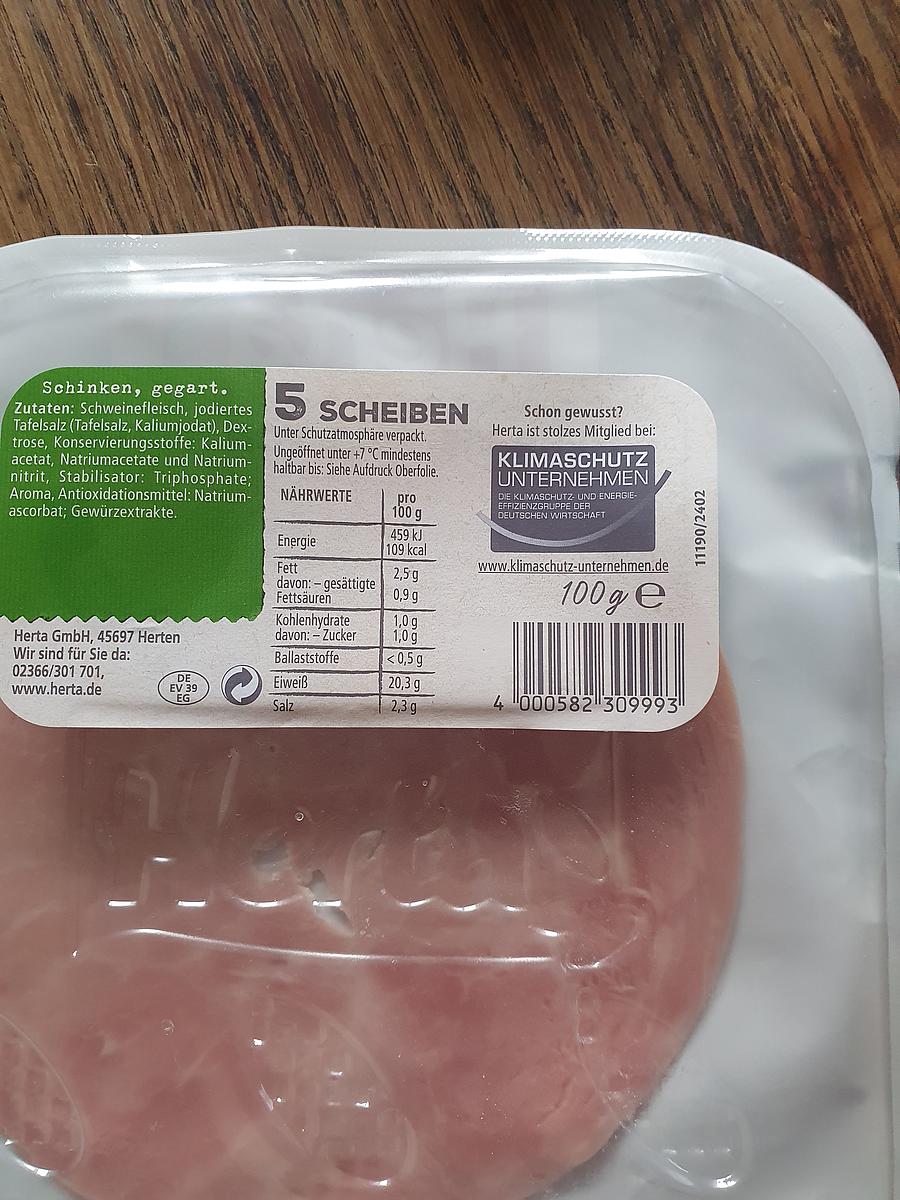 Schinken, gegart.
Zutaten: Schweinefleisch, jodiertes
Tafelsalz (Tafelsalz, Kaliumjodat), Dex-
trose, Konservierungsstoffe: Kalium-
acetat, Natriumacetate und Natrium-
nitrit, Stabilisator: Triphosphate;
Aroma, Antioxidationsmittel: Natrium-
ascorbat; Gewürzextrakte.
Herta GmbH, 45697 Herten
Wir sind für Sie da:
02366/301 701,
www.herta.de
DE
EV 39
EG
5 SCHEIBEN
Unter Schutzatmosphäre verpackt.
Ungeöffnet unter +7 °C mindestens
haltbar bis: Siehe Aufdruck Oberfolie.
NÄHRWERTE pro
100 g
Energie 459 kJ
109 kcal
Fett 2,5 g
davon: – gesättigte
Fettsäuren 0,9 g
Kohlenhydrate 1,0 g
davon: – Zucker 1,0 g
Ballaststoffe < 0,5 g
Eiweiß 20,3 g
Salz 2,3 g
Schon gewusst?
Herta ist stolzes Mitglied bei:
KLIMASCHUTZ
UNTERNEHMEN
DIE KLIMASCHUTZ- UND ENERGIE-
EFFIZIENZGRUPPE DER
DEUTSCHEN WIRTSCHAFT
www.klimaschutz-unternehmen.de
100 g e
4 000582 309993
11190/2402
Herta